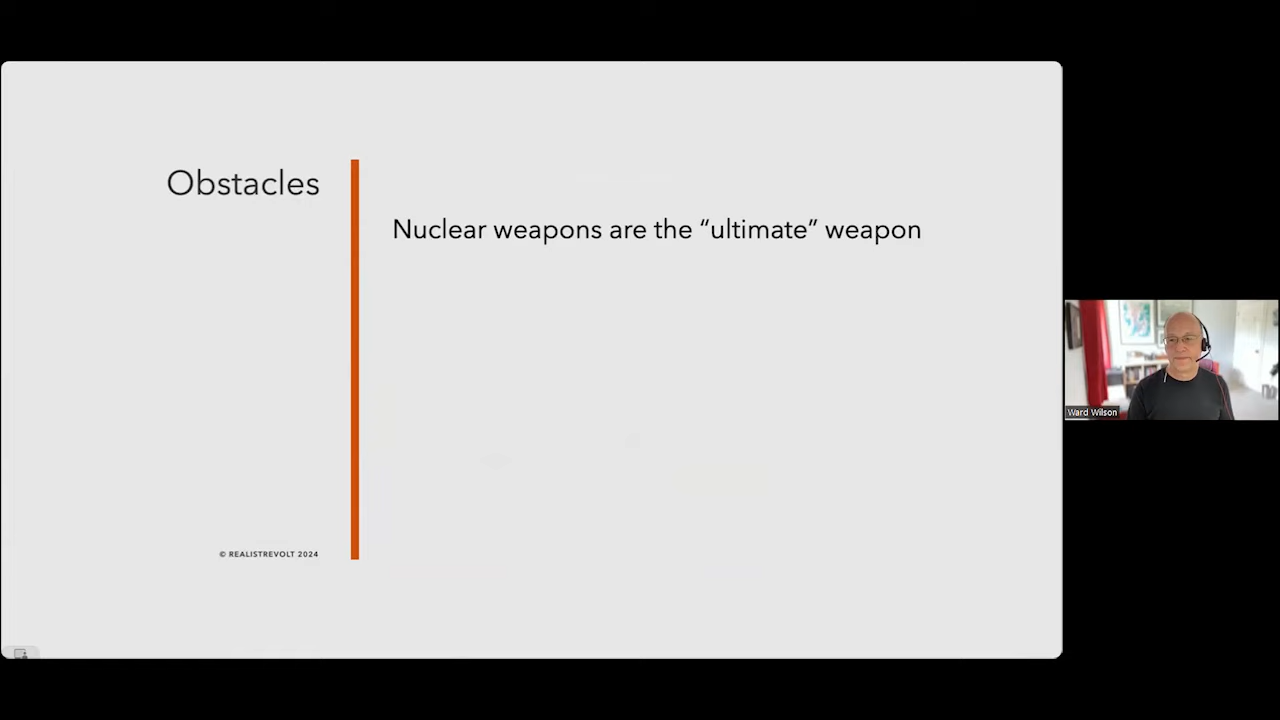 Obstacles
Nuclear weapons are the “ultimate” weapon
© REALISTREVOLT 2024
Ward Wilson